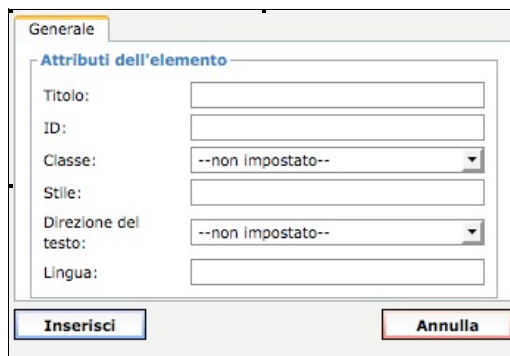 Generale
Attributi dell'elemento
Titolo:
ID:
Classe: --non impostato--
Stile:
Direzione del
testo: --non impostato--
Lingua:
Inserisci Annulla